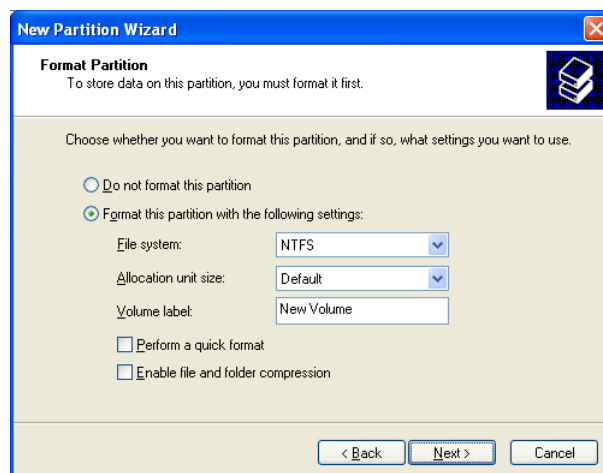 New Partition Wizard
Format Partition
To store data on this partition, you must format it first.
Choose whether you want to format this partition, and if so, what settings you want to use.
Do not format this partition
Format this partition with the following settings:
File system: NTFS
Allocation unit size: Default
Volume label: New Volume
Perform a quick format
Enable file and folder compression
< Back Next > Cancel